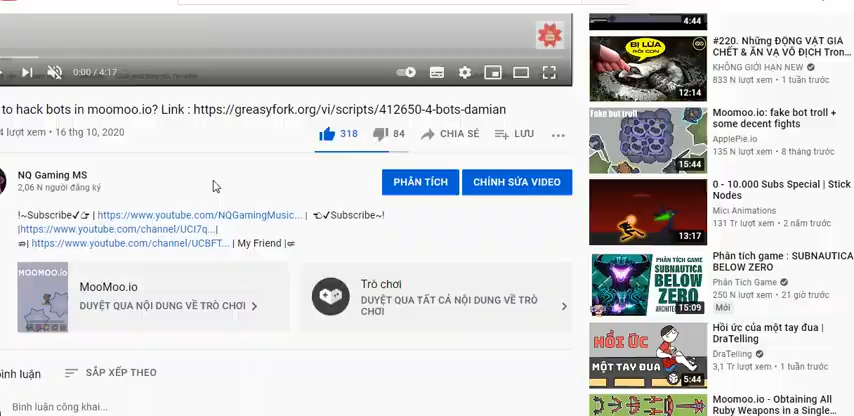 0:00 / 4:17
to hack bots in moomoo.io? Link : https://greasyfork.org/vi/scripts/412650-4-bots-damian
4 lượt xem • 16 thg 10, 2020
318
84
CHIA SẺ
LƯU
NQ Gaming MS
2,06 N người đăng ký
PHÂN TÍCH
CHỈNH SỬA VIDEO
!~Subscribe✓👉 | https://www.youtube.com/NQGamingMusic... | 👈✓Subscribe~!
|https://www.youtube.com/channel/UCI7q...|
| https://www.youtube.com/channel/UCBFT... | My Friend |
MOOMOO.io
MooMoo.io
DUYỆT QUA NỘI DUNG VỀ TRÒ CHƠI
Trò chơi
DUYỆT QUA TẤT CẢ NỘI DUNG VỀ TRÒ
CHƠI
ình luận
SẮP XẾP THEO
Bình luận công khai...
4:44
BỊ LỪA
RỒI CON
12:14
#220. Những ĐỘNG VẬT GIẢ
CHẾT & ĂN VẠ VÔ ĐỊCH Tron...
KHÔNG GIỚI HẠN NEW
833 N lượt xem • 1 tuần trước
Fake bot troll
15:44
Moomoo.io: fake bot troll +
some decent fights
ApplePie.io
135 N lượt xem • 8 tháng trước
13:17
0 - 10.000 Subs Special | Stick
Nodes
Mici Animations
131 Tr lượt xem • 2 năm trước
PHÂN TÍCH GAME
SUBNAUTICA
BELOW
ZERO
15:09
Phân tích game : SUBNAUTICA
BELOW ZERO
Phân Tích Game
250 N lượt xem • 21 giờ trước
Mới
HỒI ỨC
MỘT TAY ĐUA
5:44
Hồi ức của một tay đua |
DraTelling
DraTelling
3,1 Tr lượt xem • 1 tuần trước
Moomoo.io - Obtaining All
Ruby Weapons in a Single...